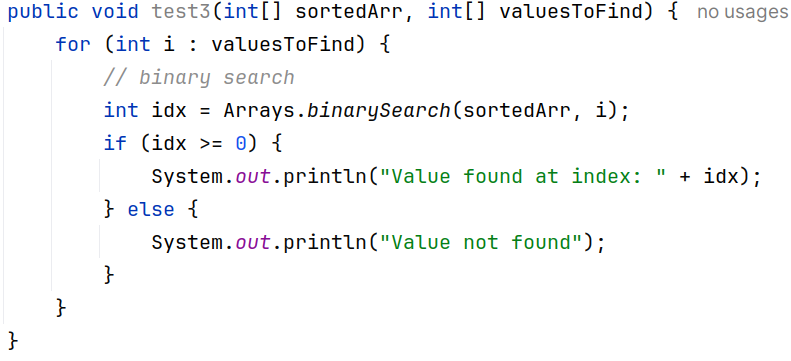 public void test3(int[] sortedArr, int[] valuesToFind) { no usages
    for (int i : valuesToFind) {
        // binary search
        int idx = Arrays.binarySearch(sortedArr, i);
        if (idx >= 0) {
            System.out.println("Value found at index: " + idx);
        } else {
            System.out.println("Value not found");
        }
    }
}